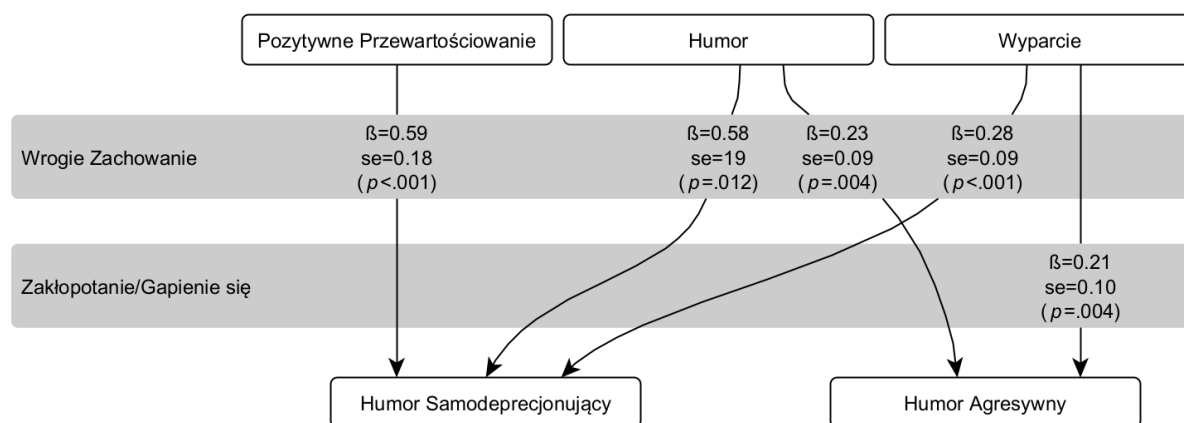 Pozytywne Przewartościowanie
Humor
Wyparcie
Wrogie Zachowanie
ß=0.59
se=0.18
(p<.001)
ß=0.58
se=19
(p=.012)
ß=0.23
se=0.09
(p=.004)
ß=0.28
se=0.09
(p<.001)
Zakłopotanie/Gapienie się
ß=0.21
se=0.10
(p=.004)
Humor Samodeprecjonujący
Humor Agresywny